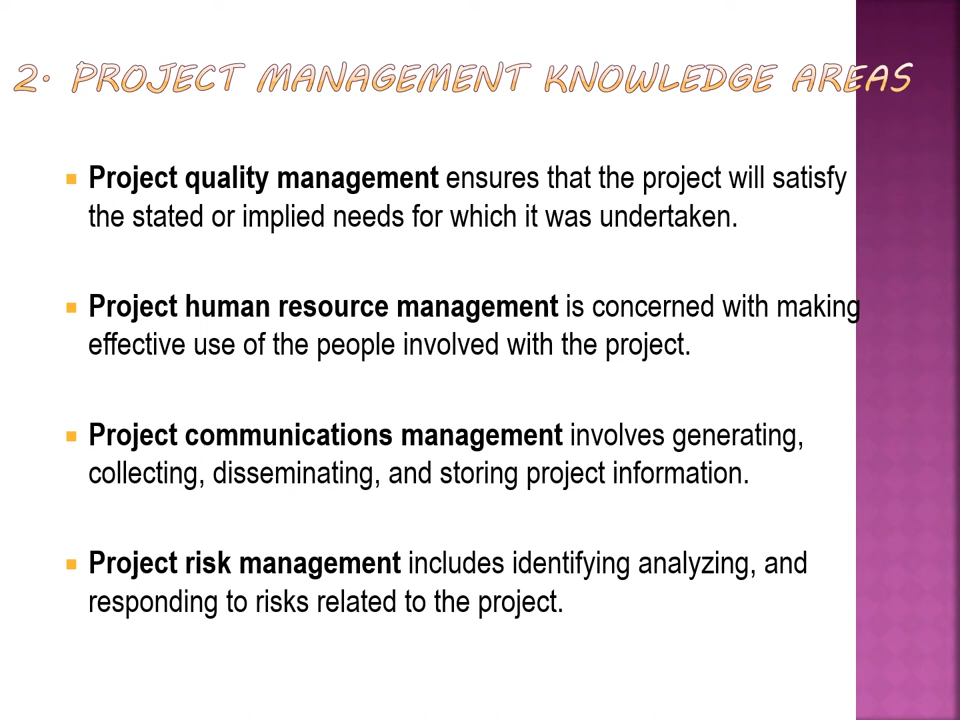 2. PROJECT MANAGEMENT KNOWLEDGE AREAS
Project quality management ensures that the project will satisfy
the stated or implied needs for which it was undertaken.
Project human resource management is concerned with making
effective use of the people involved with the project.
Project communications management involves generating,
collecting, disseminating, and storing project information.
Project risk management includes identifying analyzing, and
responding to risks related to the project.